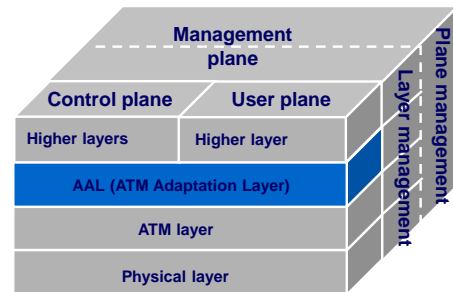 Management
plane
Control plane
User plane
Higher layers
Higher layer
AAL (ATM Adaptation Layer)
ATM layer
Physical layer
Layer management
Plane management